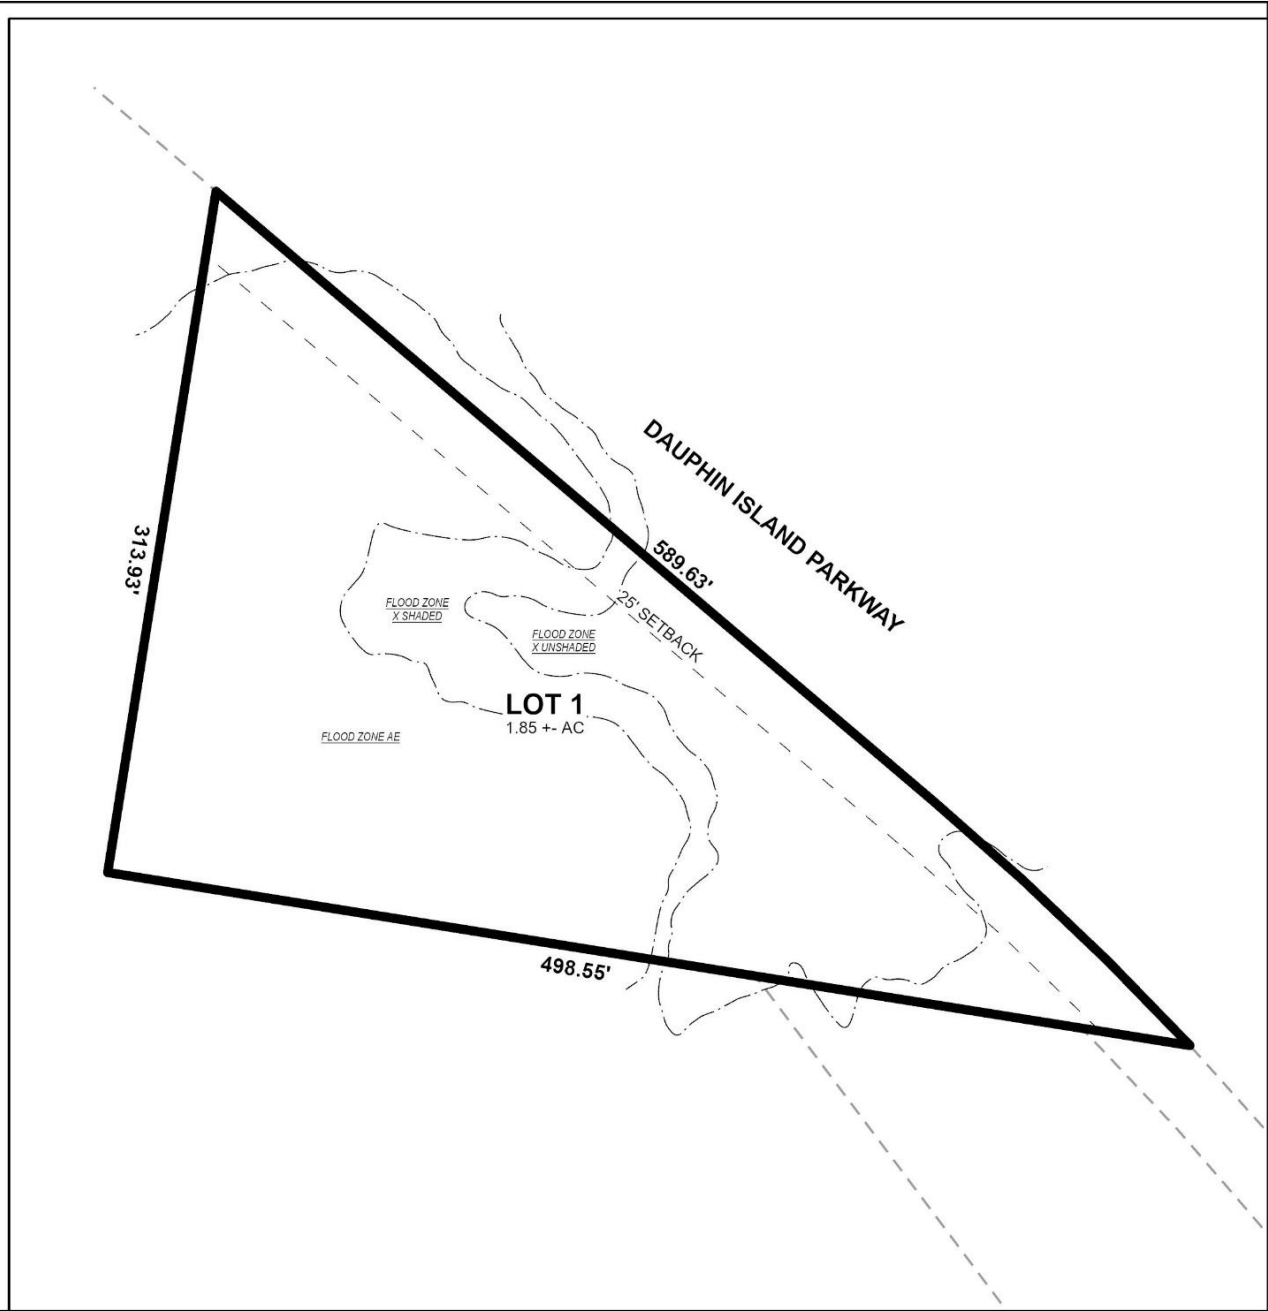 DAUPHIN ISLAND PARKWAY
589.63'
313.93'
25' SETBACK
FLOOD ZONE
X SHADED
FLOOD ZONE
X UNSHADED
LOT 1
1.85 +- AC
FLOOD ZONE AE
498.55'